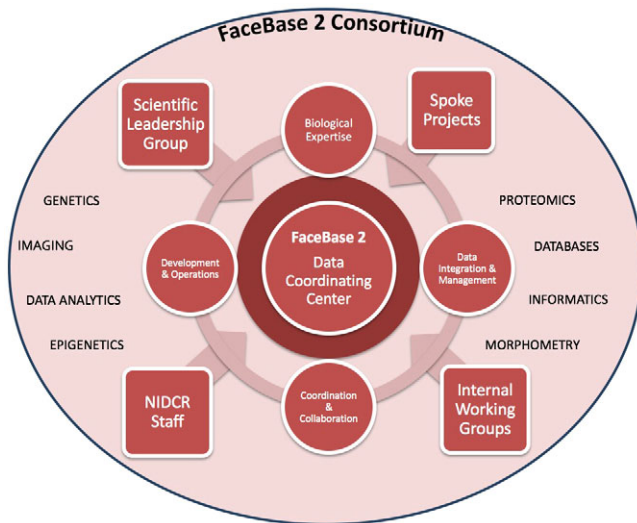 FaceBase 2 Consortium
Scientific
Leadership
Group
Biological
Expertise
Spoke
Projects
GENETICS
IMAGING
DATA ANALYTICS
EPIGENETICS
Development
& Operations
FaceBase 2
Data
Coordinating
Center
Data
Integration &
Management
PROTEOMICS
DATABASES
INFORMATICS
MORPHOMETRY
NIDCR
Staff
Coordination
&
Collaboration
Internal
Working
Groups